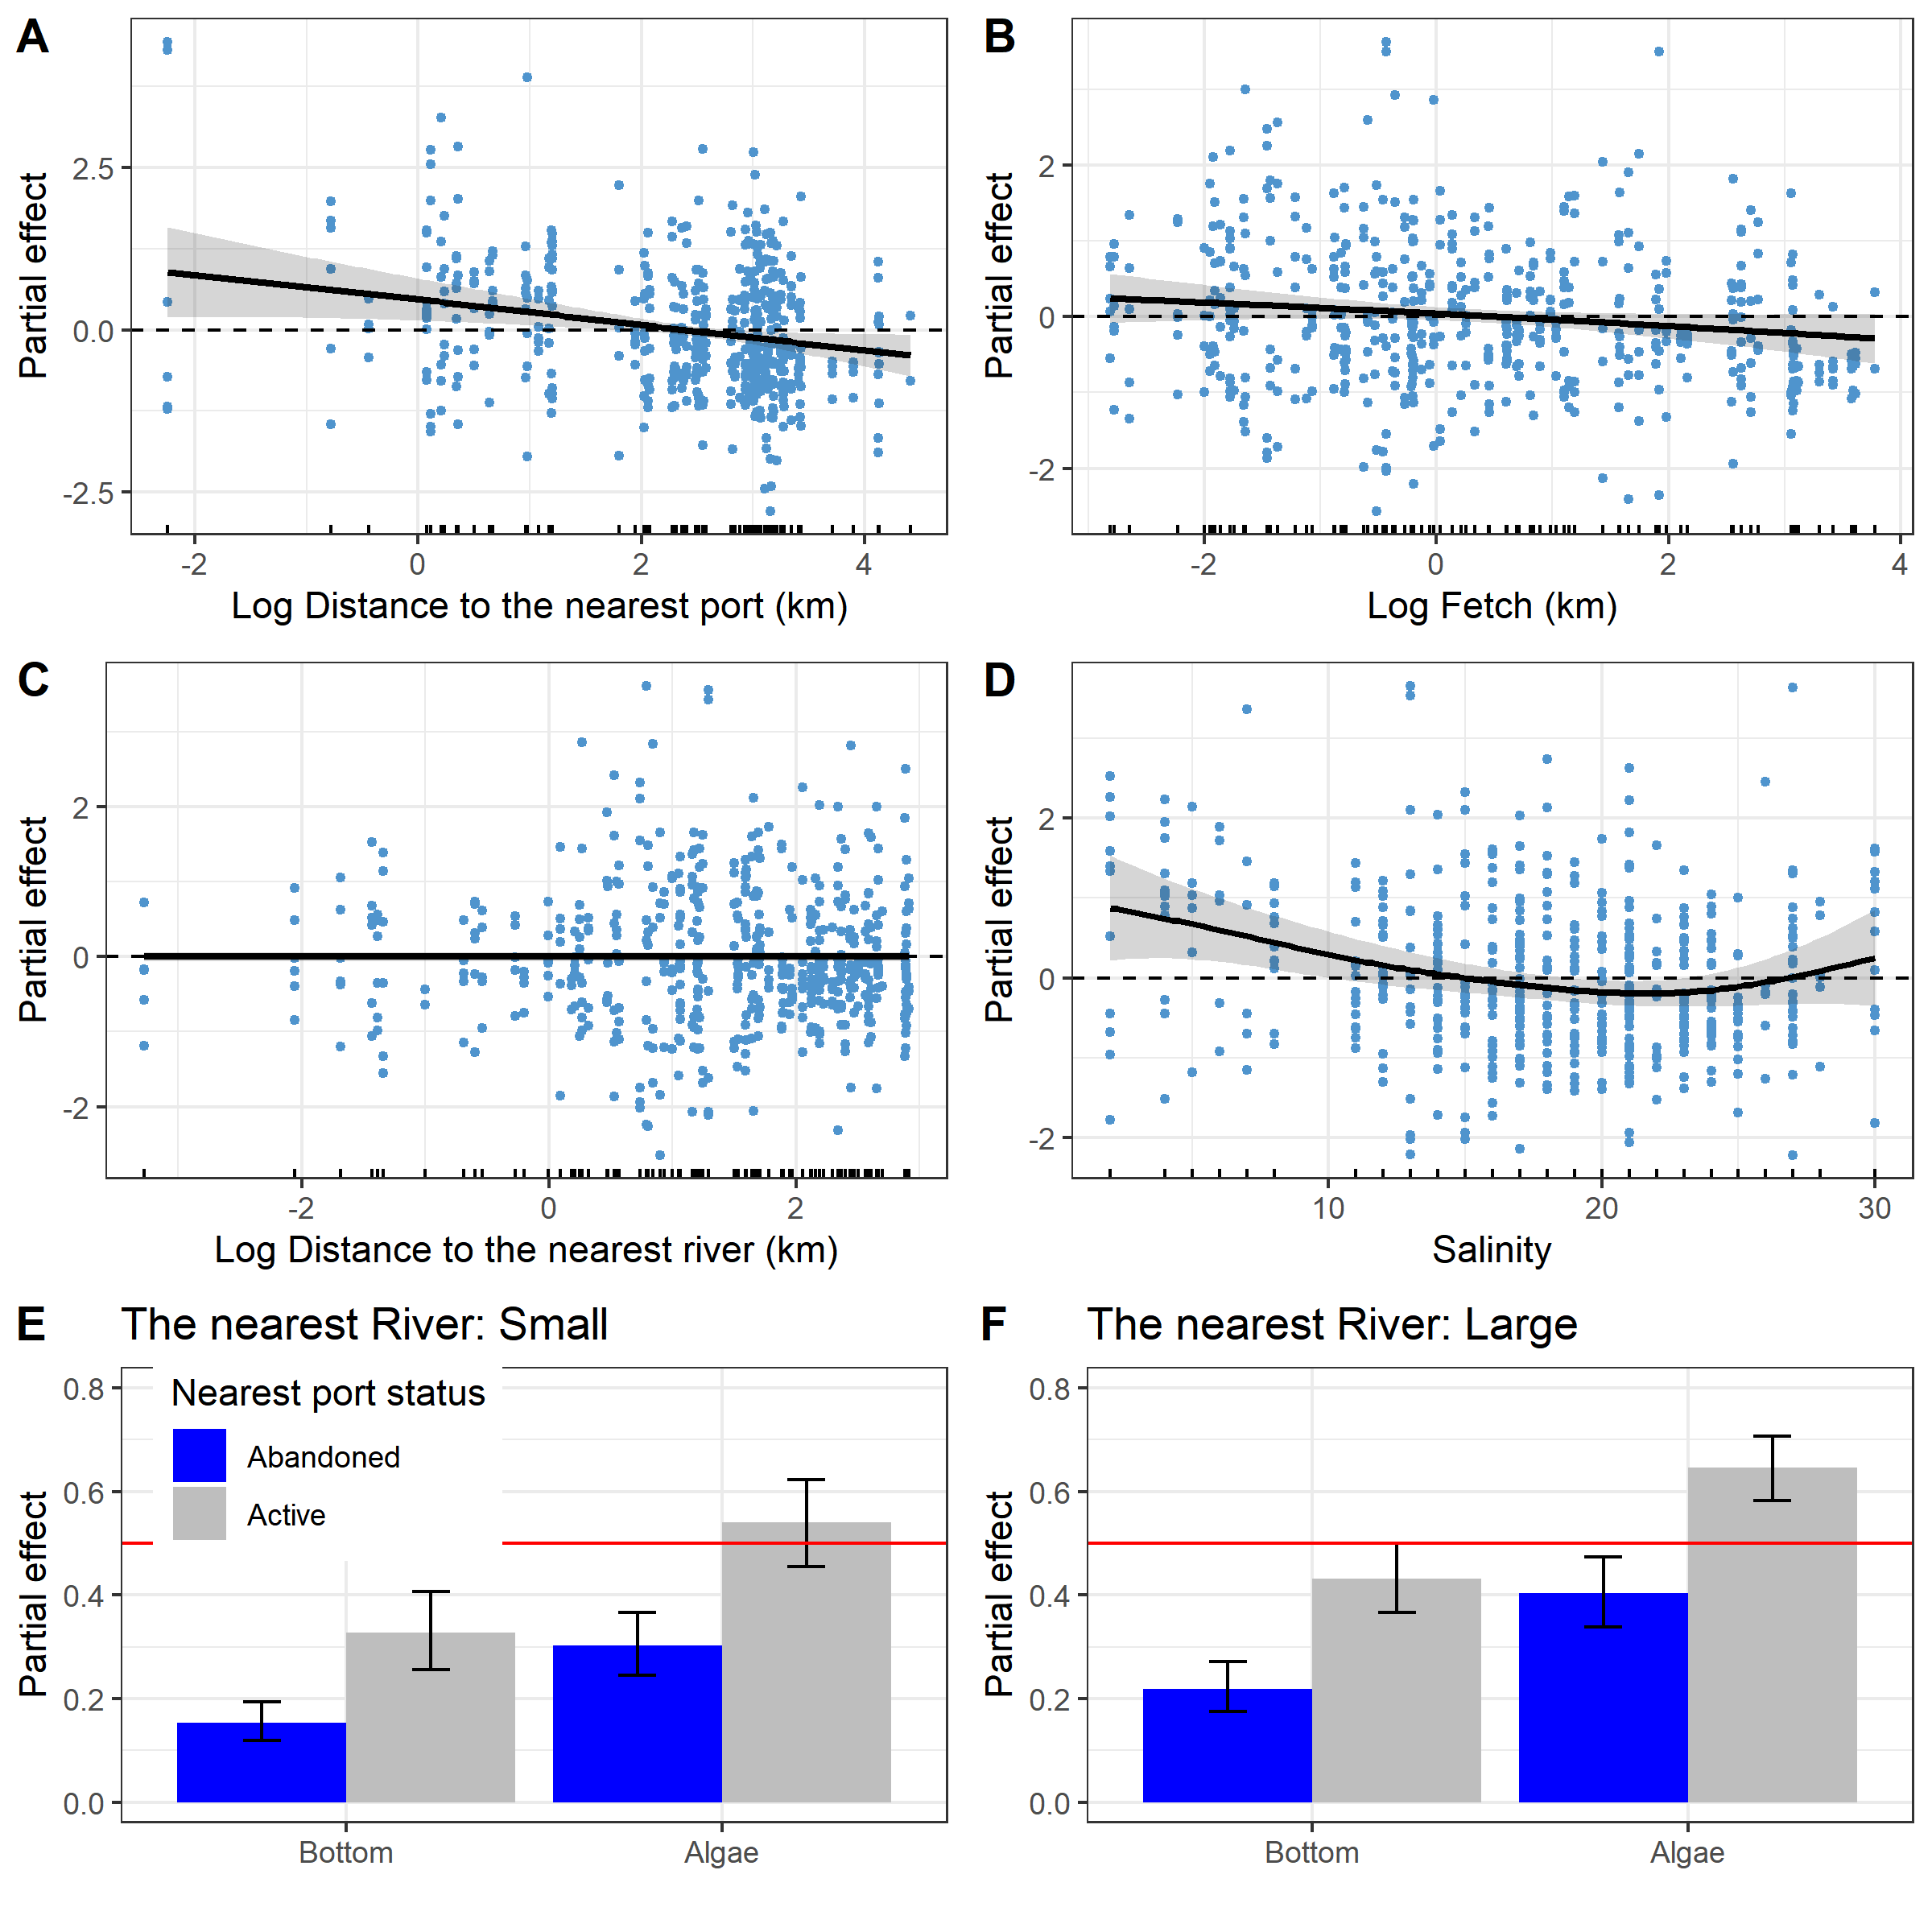 A
Partial effect
2.5
0.0
-2.5
-2 0 2 4
Log Distance to the nearest port (km)
B
Partial effect
2
0
-2
-2 0 2 4
Log Fetch (km)
C
Partial effect
2
0
-2
-2 0 2
Log Distance to the nearest river (km)
D
Partial effect
2
0
-2
10 20 30
Salinity
E The nearest River: Small
Nearest port status
Abandoned
Active
Partial effect
0.8
0.6
0.4
0.2
0.0
Bottom Algae
F The nearest River: Large
Partial effect
0.8
0.6
0.4
0.2
0.0
Bottom Algae